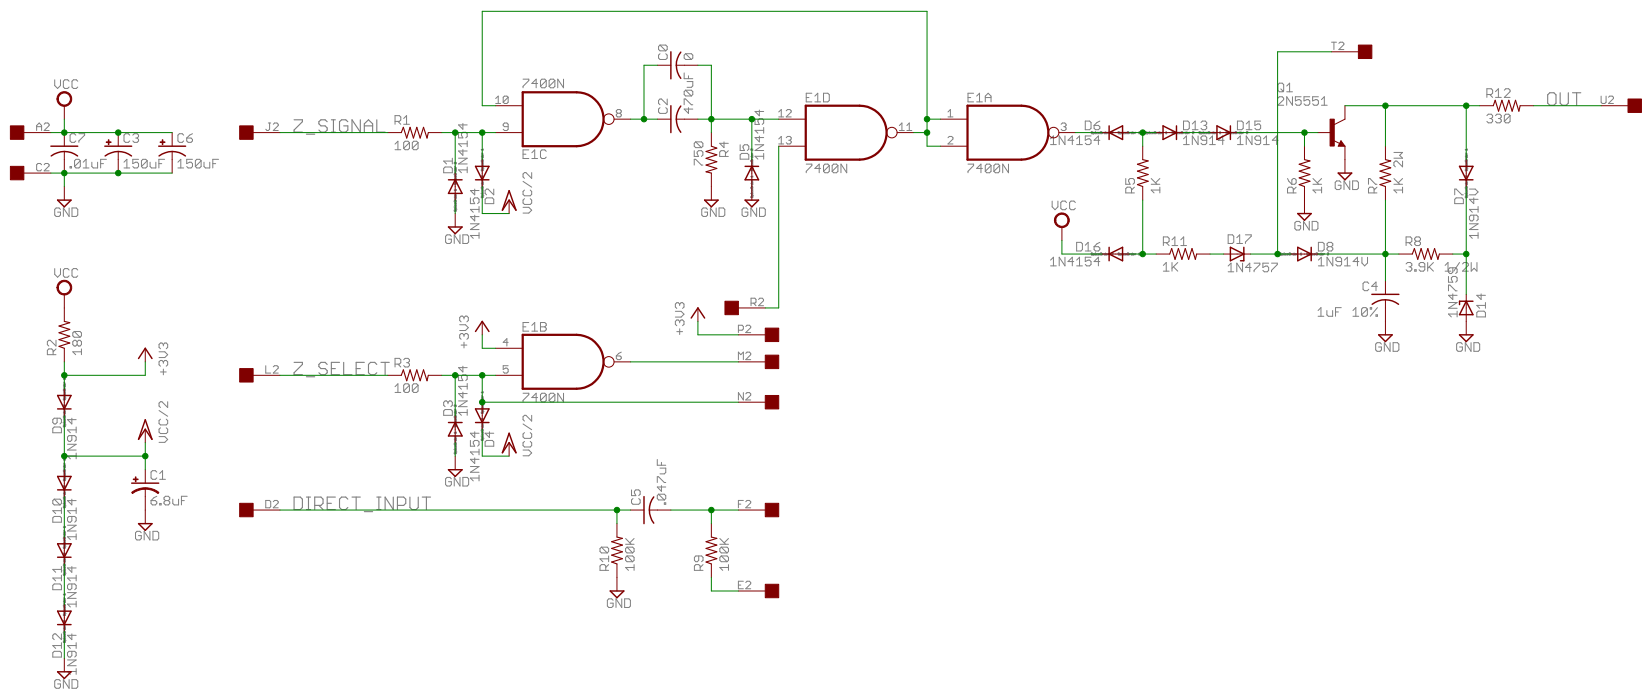 VCC
A2
C2
C7
.01uF
C3
150uF
C6
150uF
GND
VCC
R2
180
+3V3
D9
1N914
VCC/2
C1
6.8uF
GND
D10
1N914
D11
1N914
D12
1N914
GND
J2
Z_SIGNAL
R1
100
D1
1N4154
D2
1N4154
VCC/2
GND
7400N
10
9
8
E1C
C0
0
C2
470uF
750
R4
GND
D5
1N4154
GND
E1D
12
13
11
7400N
E1A
1
2
3
7400N
D6
1N4154
D13
1N914
D15
1N914
R5
1K
VCC
D16
1N4154
R11
1K
D17
1N4757
D8
1N914V
T2
Q1
2N5551
R6
1K
GND
GND
R7
1K 2W
R12
330
OUT
U2
D7
1N914V
R8
3.9K 1/2W
C4
1uF 10%
GND
1N4759
D14
GND
R2
+3V3
P2
L2
Z_SELECT
R3
100
D3
1N4154
D4
1N4154
VCC/2
GND
+3V3
E1B
4
5
6
7400N
M2
N2
D2
DIRECT_INPUT
C5
.047uF
F2
R10
100K
GND
R9
100K
E2